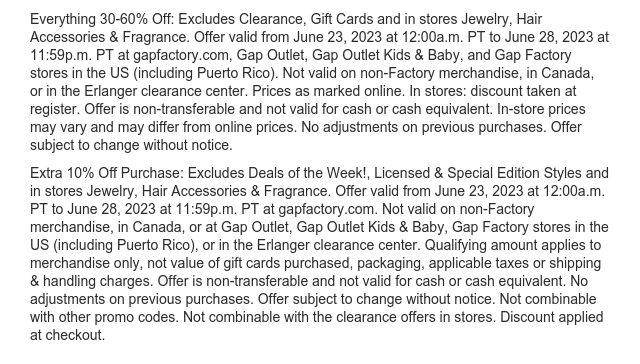 Everything 30-60% Off: Excludes Clearance, Gift Cards and in stores Jewelry, Hair
Accessories & Fragrance. Offer valid from June 23, 2023 at 12:00a.m. PT to June 28, 2023 at
11:59p.m. PT at gapfactory.com, Gap Outlet, Gap Outlet Kids & Baby, and Gap Factory
stores in the US (including Puerto Rico). Not valid on non-Factory merchandise, in Canada,
or in the Erlanger clearance center. Prices as marked online. In stores: discount taken at
register. Offer is non-transferable and not valid for cash or cash equivalent. In-store prices
may vary and may differ from online prices. No adjustments on previous purchases. Offer
subject to change without notice.
Extra 10% Off Purchase: Excludes Deals of the Week!, Licensed & Special Edition Styles and
in stores Jewelry, Hair Accessories & Fragrance. Offer valid from June 23, 2023 at 12:00a.m.
PT to June 28, 2023 at 11:59p.m. PT at gapfactory.com. Not valid on non-Factory
merchandise, in Canada, or at Gap Outlet, Gap Outlet Kids & Baby, Gap Factory stores in the
US (including Puerto Rico), or in the Erlanger clearance center. Qualifying amount applies to
merchandise only, not value of gift cards purchased, packaging, applicable taxes or shipping
& handling charges. Offer is non-transferable and not valid for cash or cash equivalent. No
adjustments on previous purchases. Offer subject to change without notice. Not combinable
with other promo codes. Not combinable with the clearance offers in stores. Discount applied
at checkout.